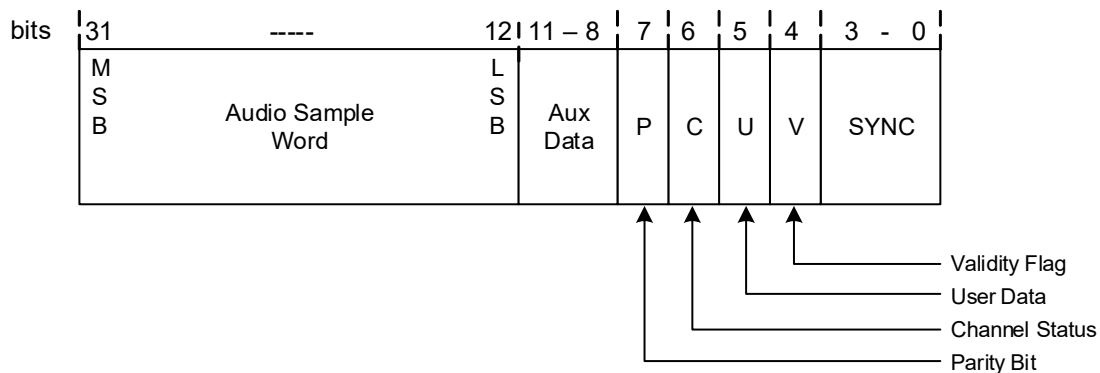 bits 31 ----- 12 11 – 8 7 6 5 4 3 - 0
M
S
B
Audio Sample
Word
L
S
B
Aux
Data
P C U V SYNC
Validity Flag
User Data
Channel Status
Parity Bit